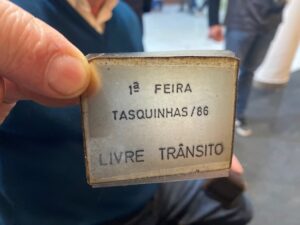 1ª FEIRA
TASQUINHAS/86
LIVRE TRÂNSITO